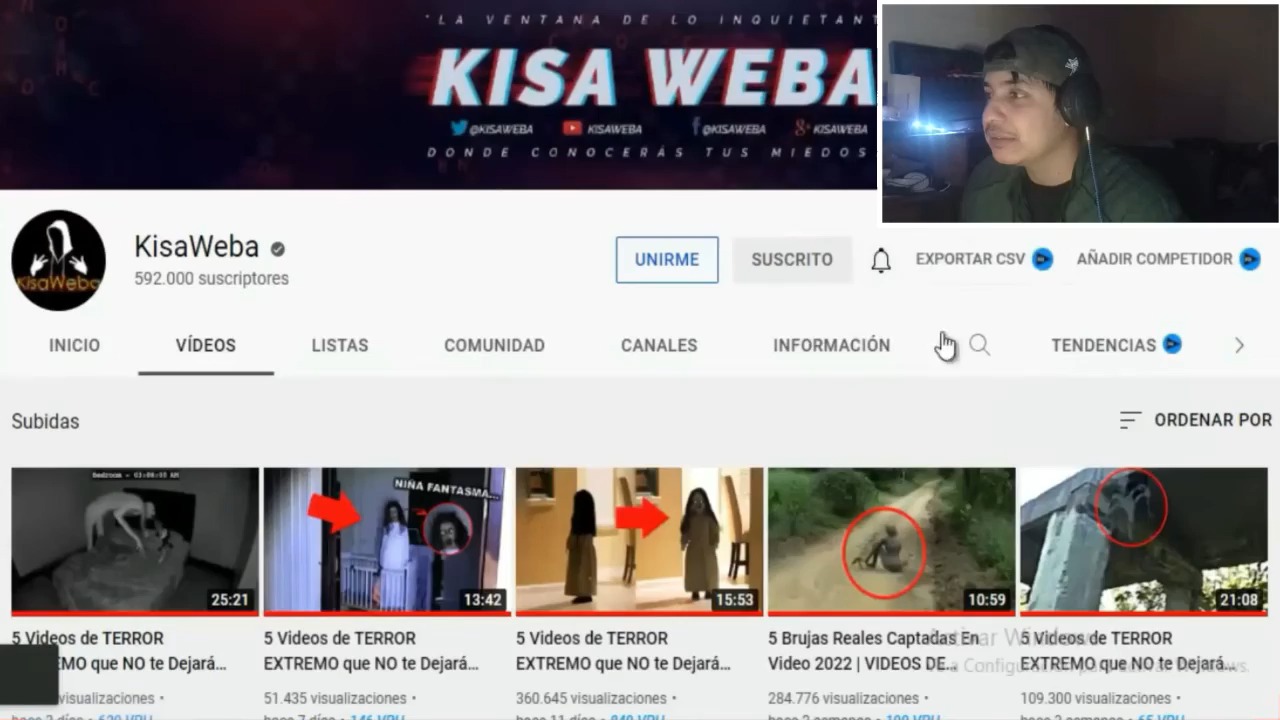 "LA VENTANA DE LO INQUIETANT
KISA WEBA
@KISAWEBA KISAWEBA @KISAWEBA KISAWEBA
DONDE CONOCERÁS TUS MIEDOS
KisaWeba
KisaWeba
592.000 suscriptores
UNIRME
SUSCRITO
EXPORTAR CSV
AÑADIR COMPETIDOR
INICIO VÍDEOS LISTAS COMUNIDAD CANALES INFORMACIÓN TENDENCIAS
Subidas
ORDENAR POR
NIÑA FANTASMA...
25:21 13:42 15:53 10:59 21:08
5 Videos de TERROR
EXTREMO que NO te Dejará...
5 Videos de TERROR
EXTREMO que NO te Dejará...
5 Videos de TERROR
EXTREMO que NO te Dejará...
5 Brujas Reales Captadas En
Video 2022 | VIDEOS DE...
5 Videos de TERROR
EXTREMO que NO te Dejará...
visualizaciones •
51.435 visualizaciones •
360.645 visualizaciones •
284.776 visualizaciones •
109.300 visualizaciones •
Activar Windows